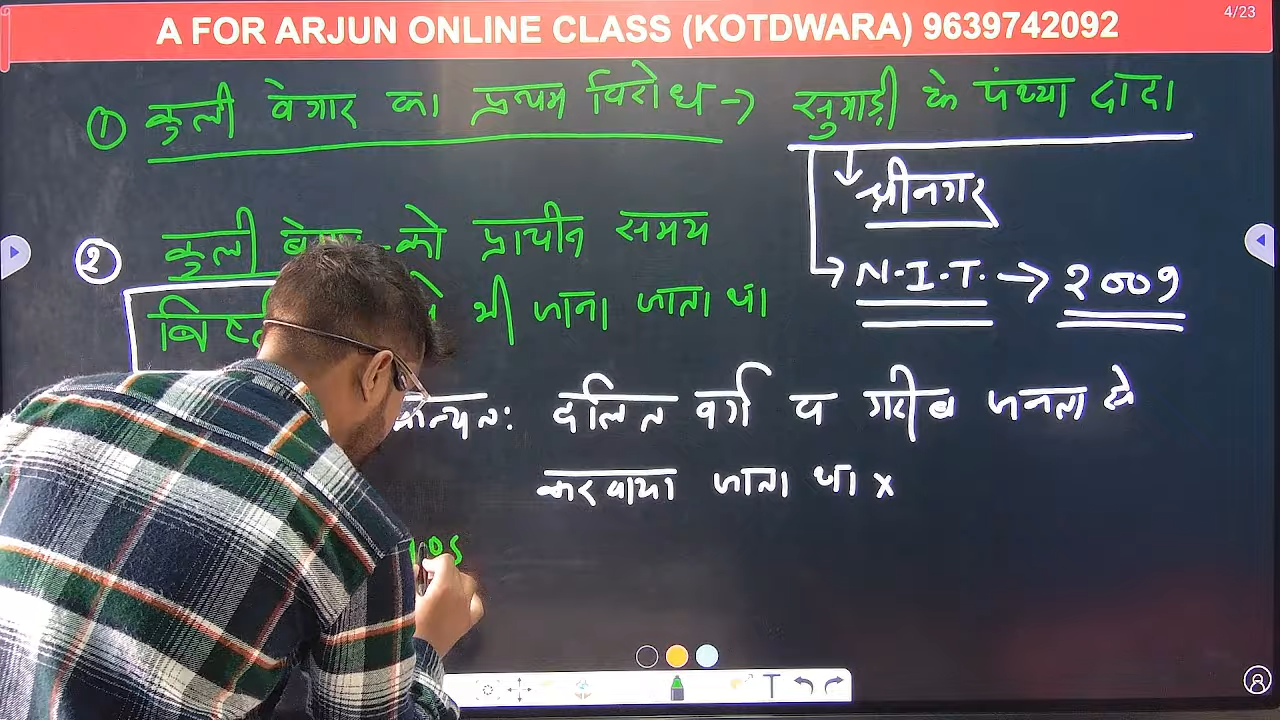 A FOR ARJUN ONLINE CLASS (KOTDWARA) 9639742092
4/23
① कुली बेगार का प्रथम विरोध → सुमाड़ी के पंथ्या दादा
↓ श्रीनगर
→ N.I.T. → 2009
② कुली को प्राचीन समय
भी जाना जाता था
दलित वर्ग व गरीब जनता से
करवाया जाता था x
T